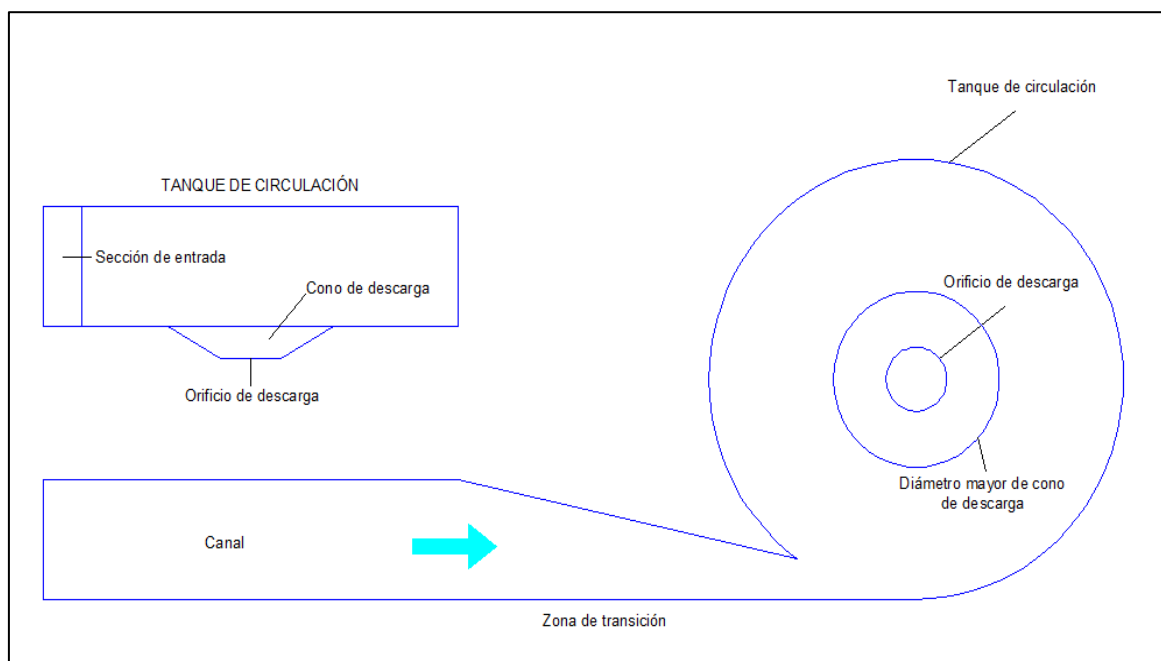 Tanque de circulación
TANQUE DE CIRCULACIÓN
Sección de entrada
Cono de descarga
Orificio de descarga
Orificio de descarga
Diámetro mayor de cono
de descarga
Canal
Zona de transición